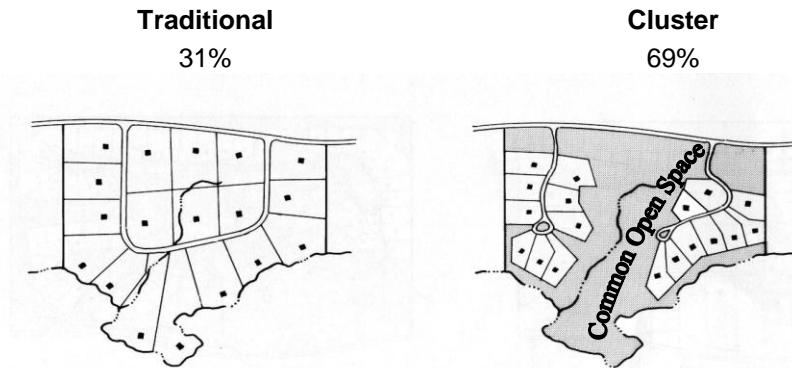 Traditional
31%
Cluster
69%
Common Open Space